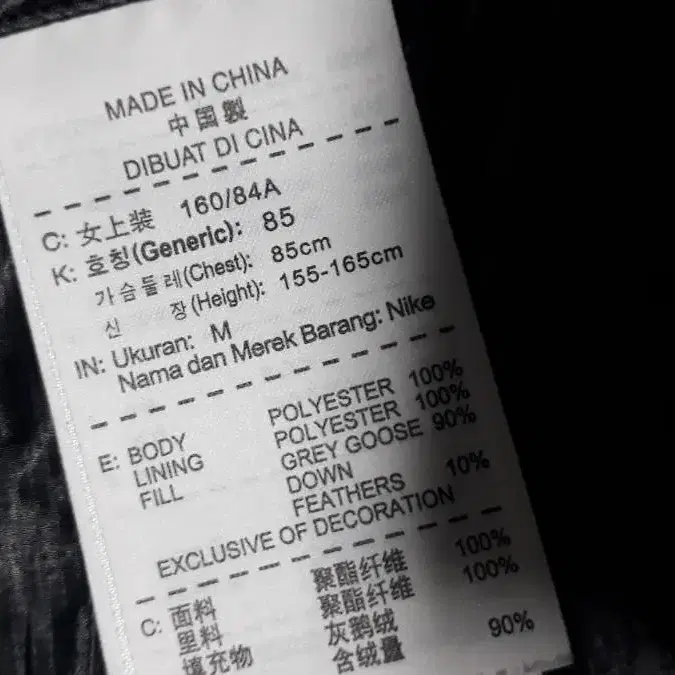 MADE IN CHINA
中国製
DIBUAT DI CINA
C: 女上装 160/84A
K: 호칭(Generic): 85
가슴둘레(Chest): 85cm
신 장(Height): 155-165cm
IN: Ukuran: M
Nama dan Merek Barang: Nike
E: BODY POLYESTER 100%
LINING POLYESTER 100%
FILL GREY GOOSE 90%
DOWN
FEATHERS 10%
EXCLUSIVE OF DECORATION
C: 面料 聚酯纤维 100%
里料 聚酯纤维 100%
填充物 灰鹅绒
含绒量 90%